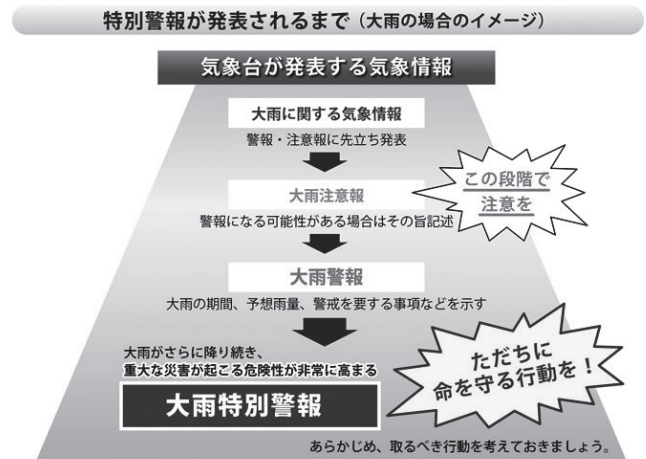 特別警報が発表されるまで（大雨の場合のイメージ）
気象台が発表する気象情報
大雨に関する気象情報
警報・注意報に先立ち発表
大雨注意報
この段階で
注意を
警報になる可能性がある場合はその旨記述
大雨警報
大雨の期間、予想雨量、警戒を要する事項などを示す
大雨がさらに降り続き、
重大な災害が起こる危険性が非常に高まる
ただちに
命を守る行動を！
大雨特別警報
あらかじめ、取るべき行動を考えておきましょう。